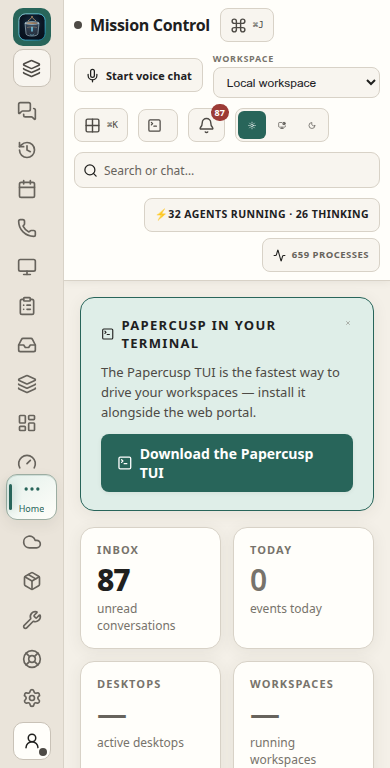 Mission Control
⌘J
Start voice chat
WORKSPACE
Local workspace
⌘K
87
Search or chat...
⚡32 AGENTS RUNNING · 26 THINKING
659 PROCESSES
PAPERCUSP IN YOUR
TERMINAL
×
The Papercusp TUI is the fastest way to
drive your workspaces — install it
alongside the web portal.
Download the Papercusp
TUI
Home
INBOX
87
unread
conversations
TODAY
0
events today
DESKTOPS
—
active desktops
WORKSPACES
—
running
workspaces